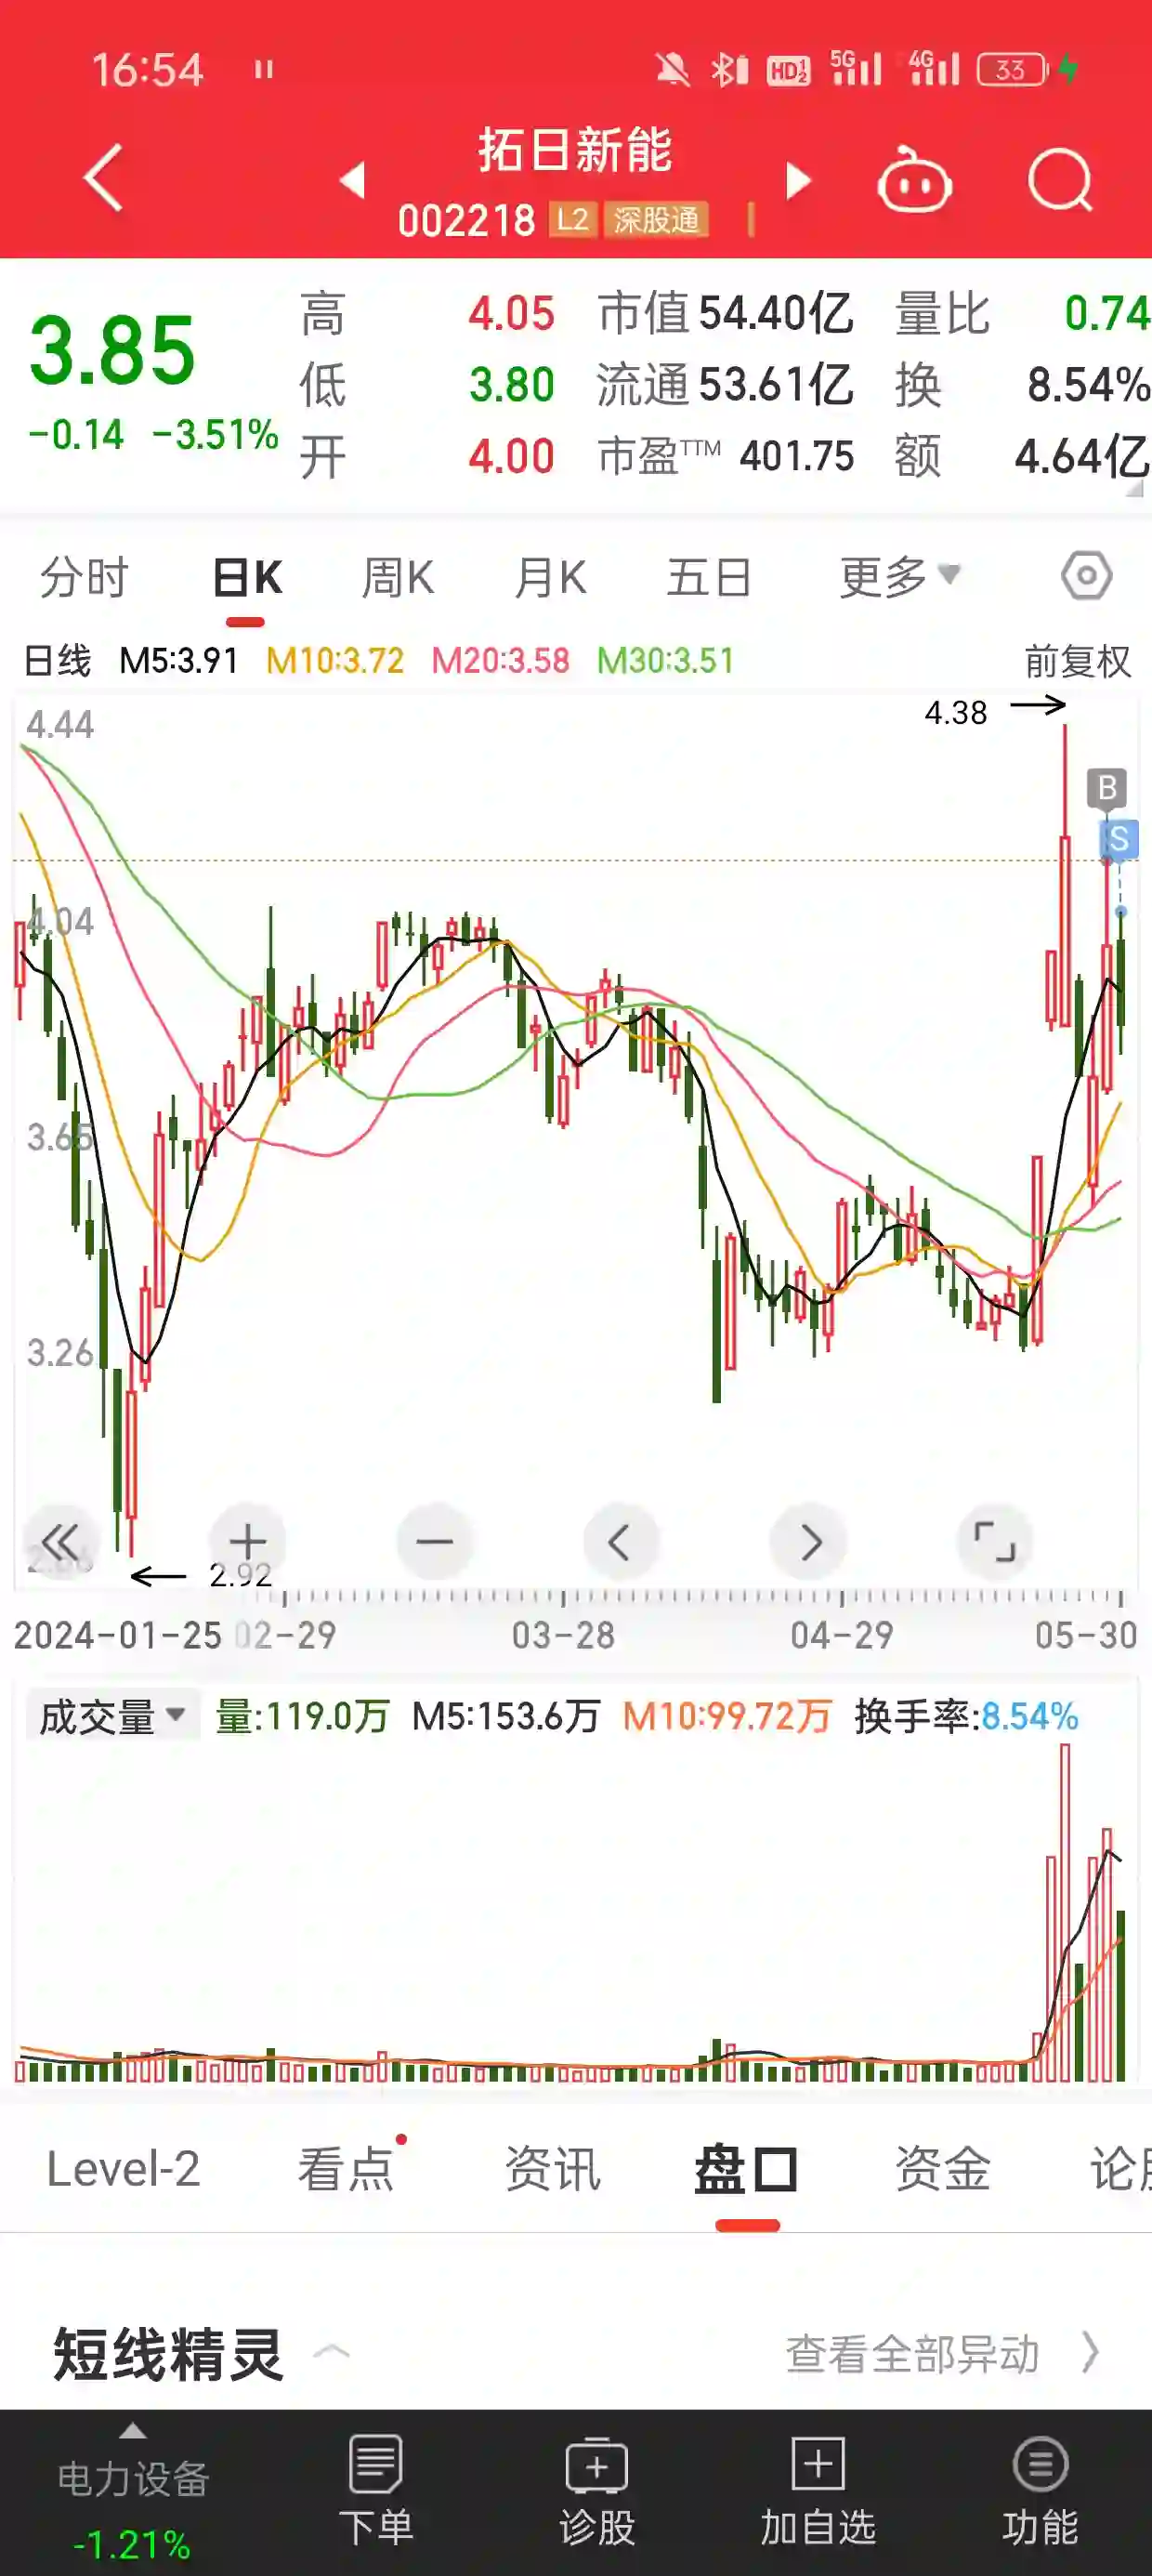 16:54 HD 1 2 5G 4G 33
拓日新能
002218 L2 深股通
3.85
-0.14 -3.51%
高 4.05 市值 54.40亿 量比 0.74
低 3.80 流通 53.61亿 换 8.54%
开 4.00 市盈TTM 401.75 额 4.64亿
分时 日K 周K 月K 五日 更多
日线 M5:3.91 M10:3.72 M20:3.58 M30:3.51 前复权
4.44
4.38
B
S
4.04
3.65
3.26
2.92
2024-01-25 02-29 03-28 04-29 05-30
成交量 量:119.0万 M5:153.6万 M10:99.72万 换手率:8.54%
Level-2 看点 资讯 盘口 资金 论
短线精灵 查看全部异动
电力设备
-1.21%
下单 诊股 加自选 功能